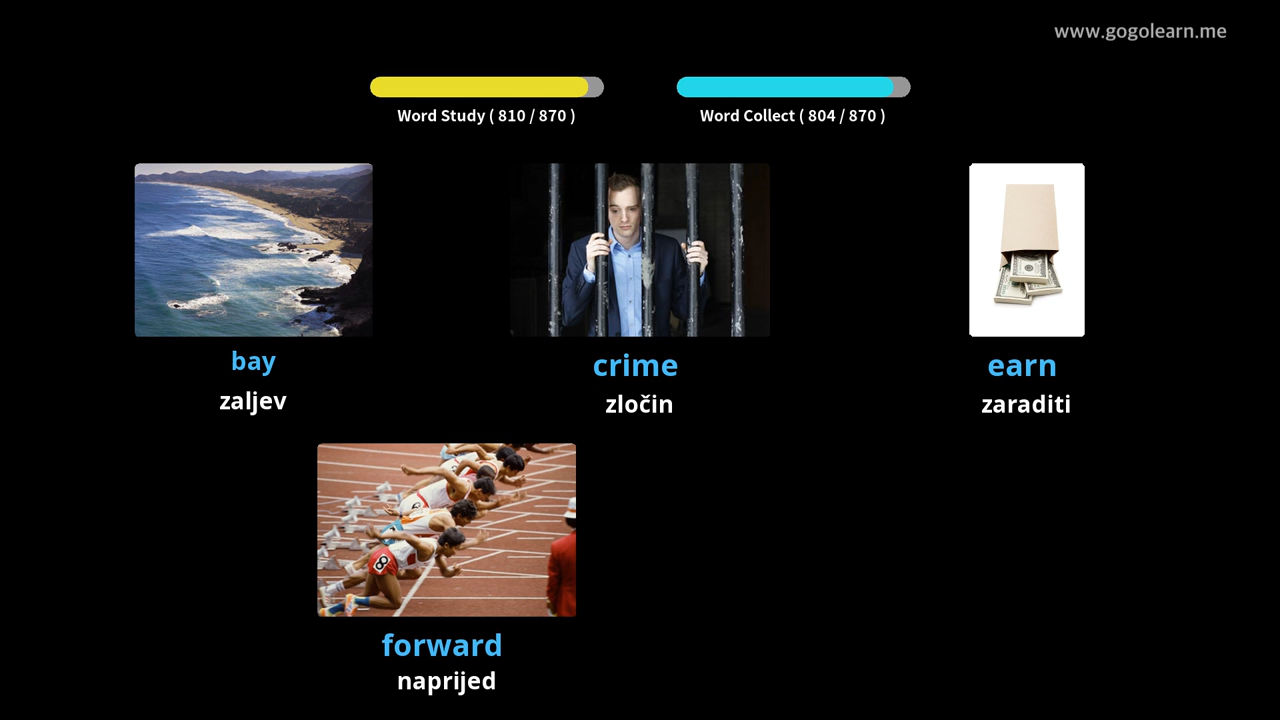 www.gogolearn.me
Word Study ( 810 / 870 )
Word Collect ( 804 / 870 )
bay
zaljev
crime
zločin
earn
zaraditi
8
forward
naprijed